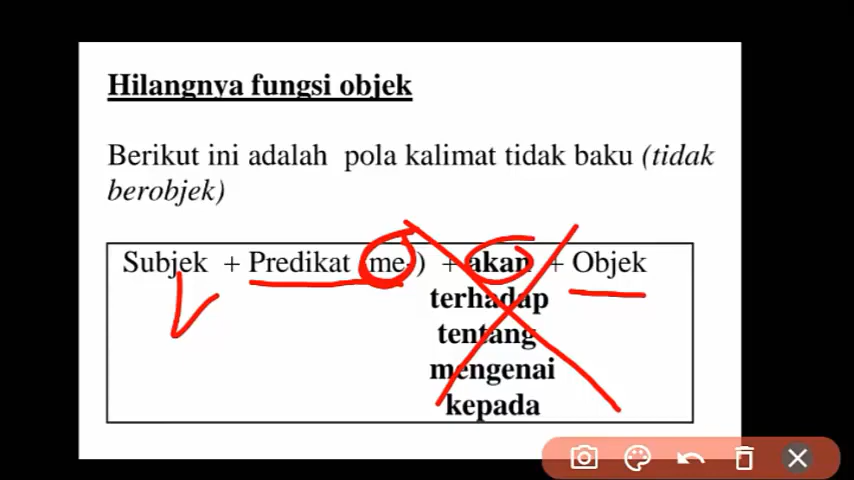 Hilangnya fungsi objek
Berikut ini adalah pola kalimat tidak baku (tidak
berobjek)
Subjek + Predikat (me-) + akan + Objek
terhadap
tentang
mengenai
kepada